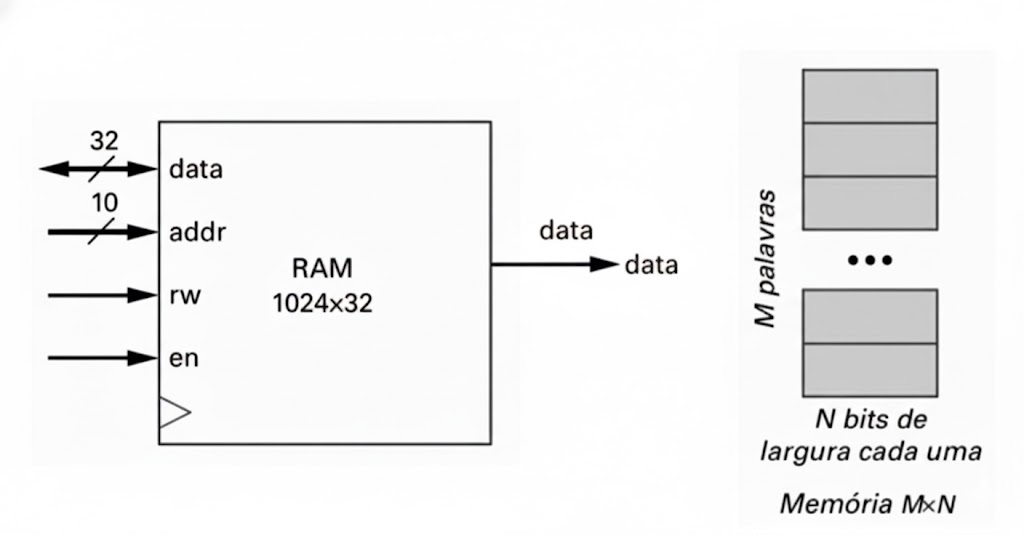 32
data
10
addr
rw
en
RAM
1024x32
data
data
M palavras
•••
N bits de
largura cada uma
Memória M×N